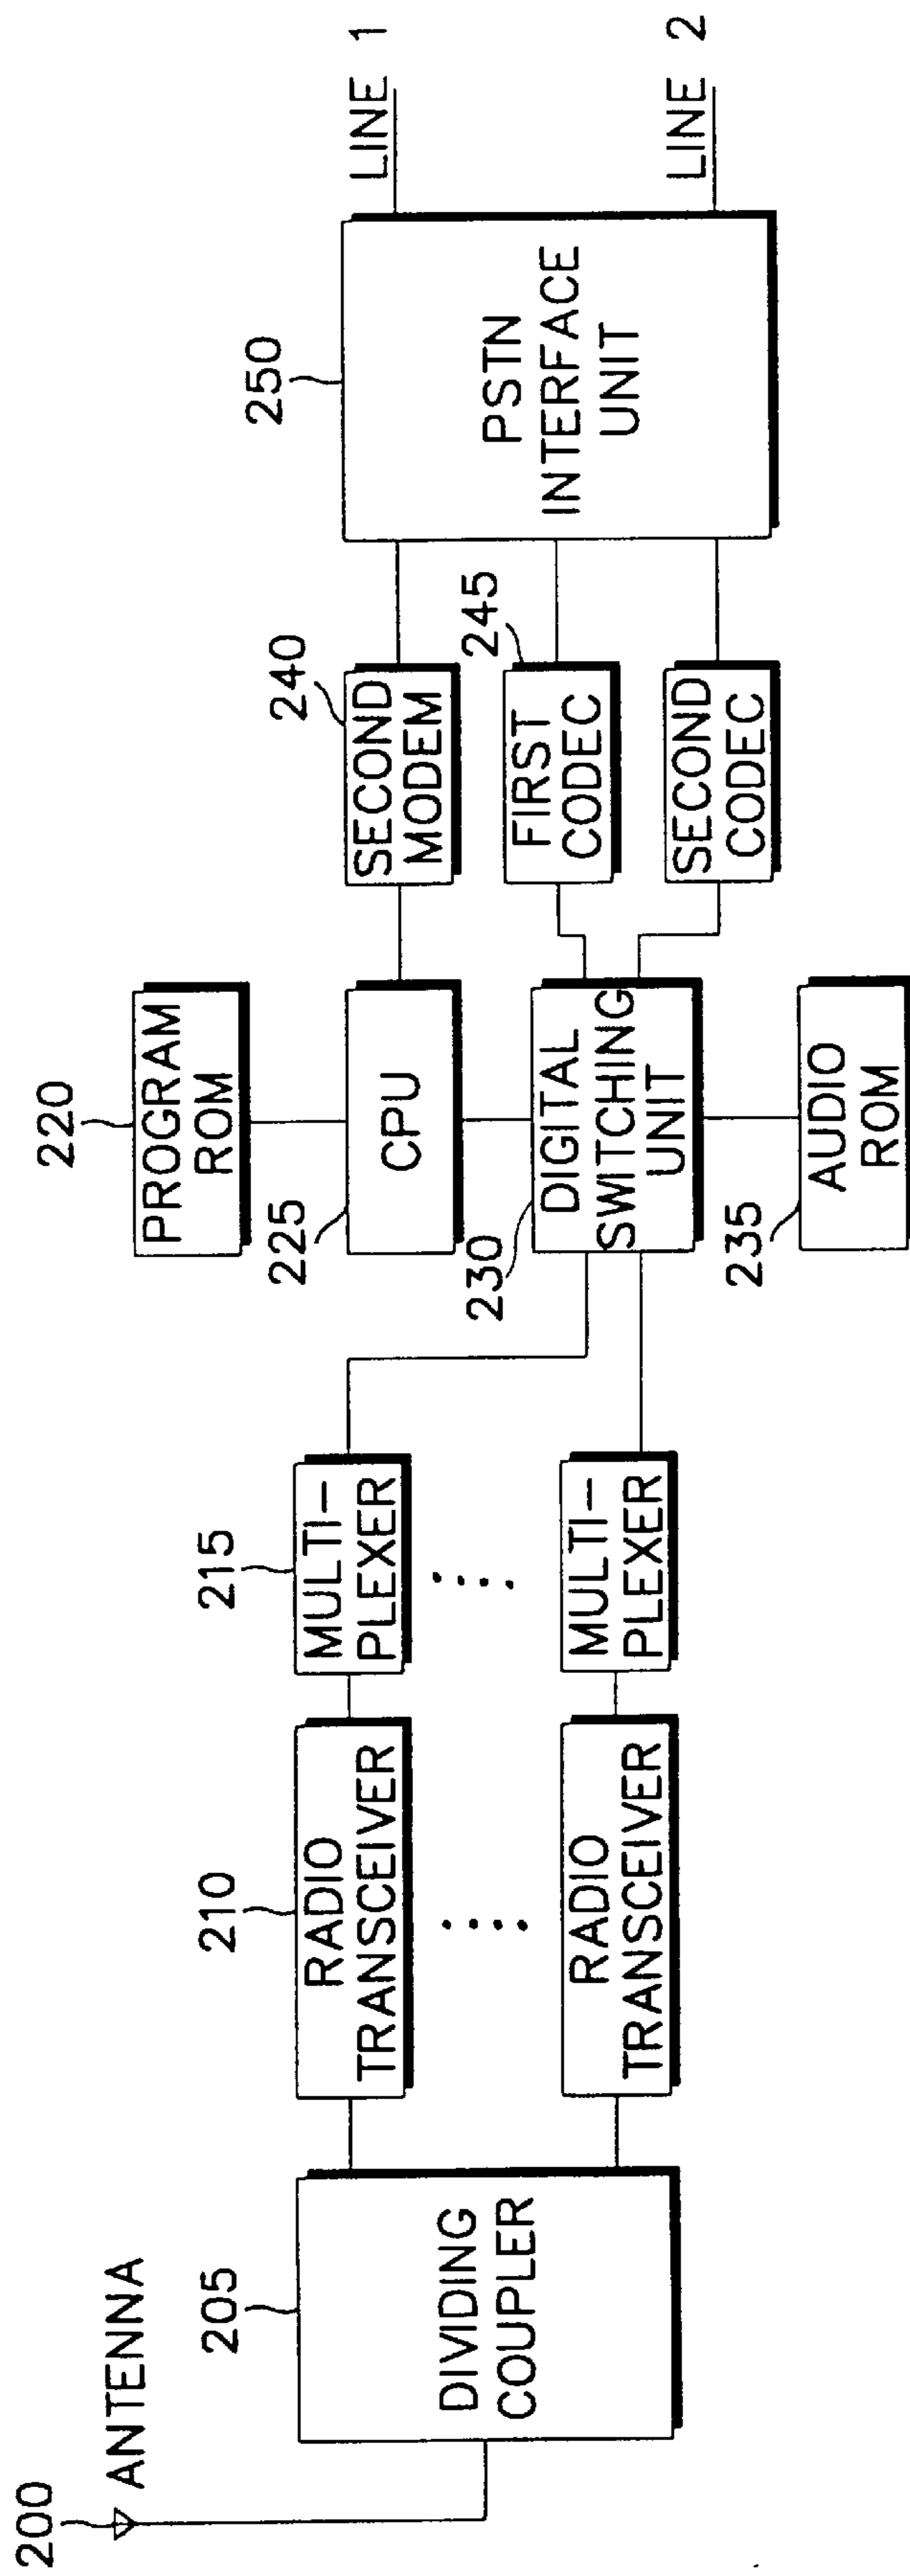 200
ANTENNA
205
DIVIDING
COUPLER
210
RADIO
TRANSCEIVER
RADIO
TRANSCEIVER
215
MULTI-
PLEXER
MULTI-
PLEXER
220
PROGRAM
ROM
225
CPU
230
DIGITAL
SWITCHING
UNIT
235
AUDIO
ROM
240
SECOND
MODEM
245
FIRST
CODEC
SECOND
CODEC
250
PSTN
INTERFACE
UNIT
LINE 1
LINE 2